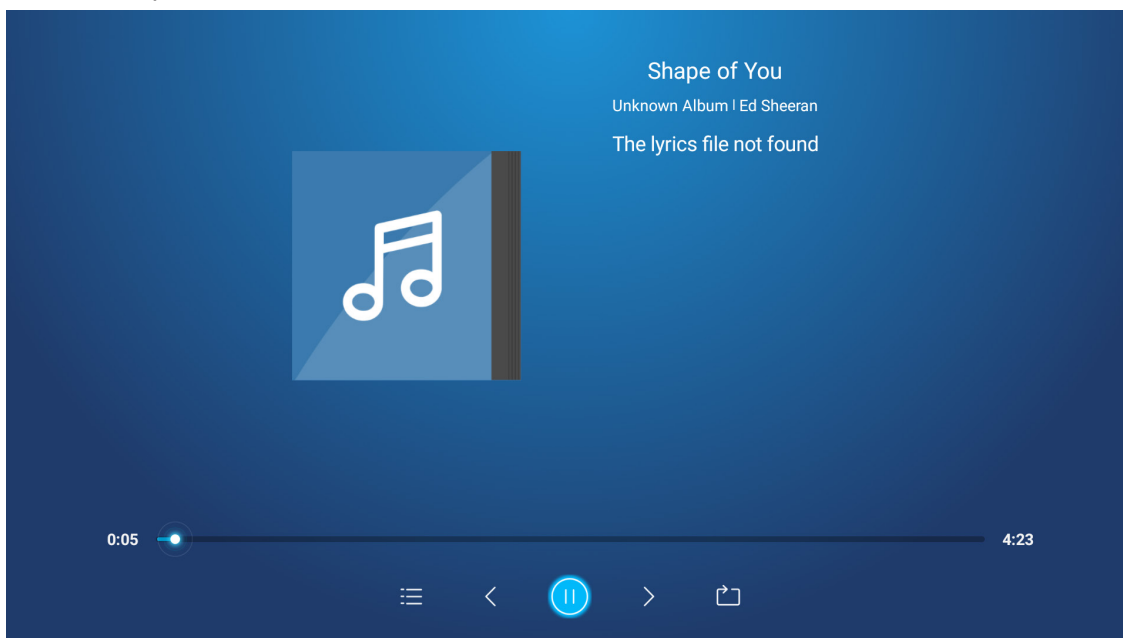 Shape of You
Unknown Album | Ed Sheeran
The lyrics file not found
0:05
4:23